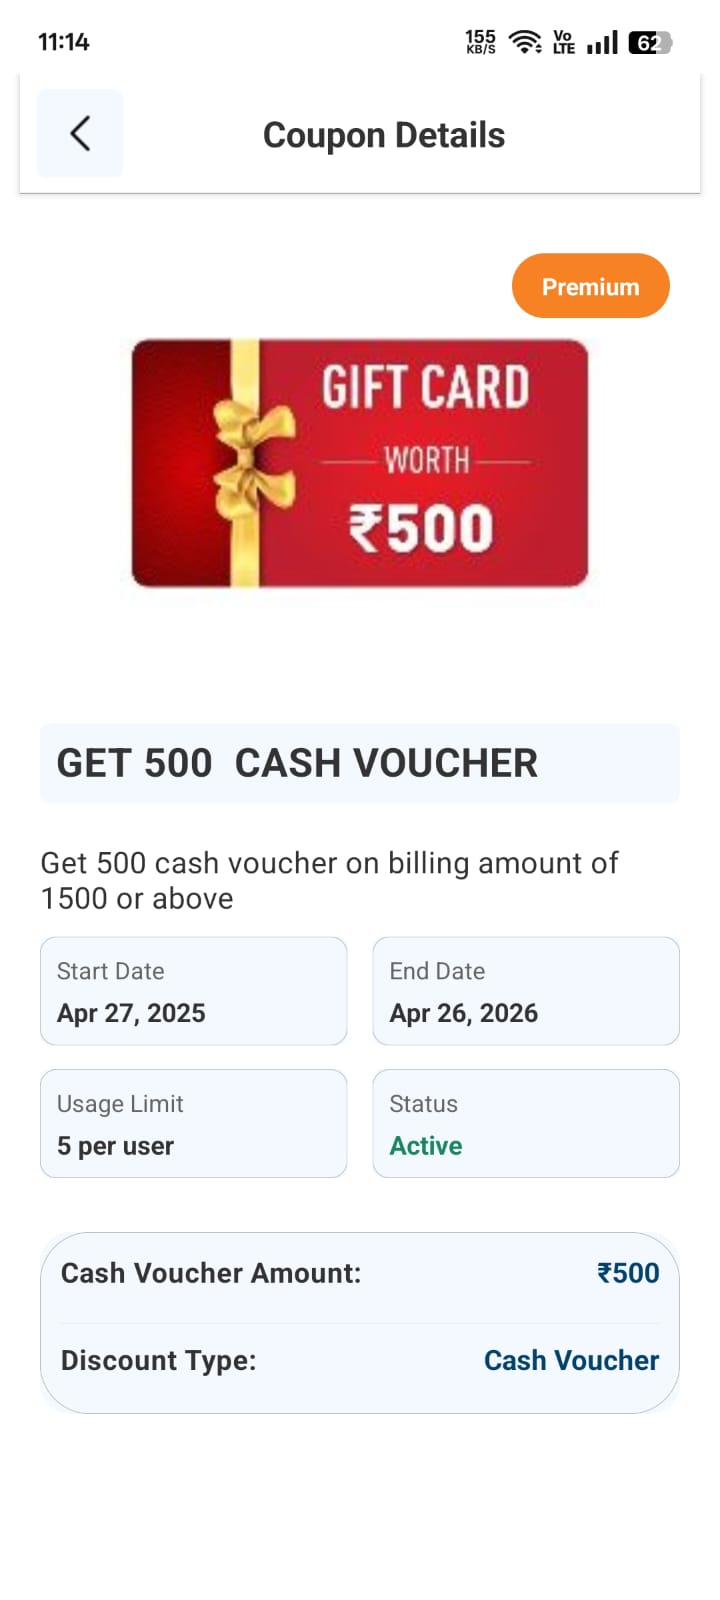 11:14
155
KB/S
Vo
LTE
62
Coupon Details
Premium
GIFT CARD
WORTH
₹500
GET 500  CASH VOUCHER
Get 500 cash voucher on billing amount of
1500 or above
Start Date
Apr 27, 2025
End Date
Apr 26, 2026
Usage Limit
5 per user
Status
Active
Cash Voucher Amount: ₹500
Discount Type: Cash Voucher